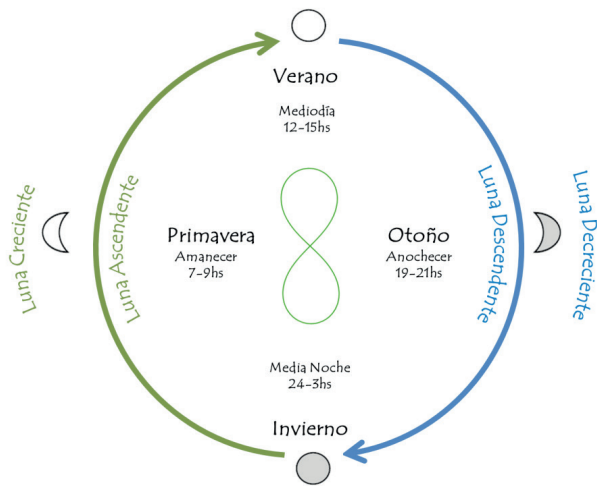 Verano
Mediodía
12-15hs
Luna Creciente
Luna Ascendente
Primavera
Amanecer
7-9hs
Otoño
Anochecer
19-21hs
Luna Descendente
Luna Decreciente
Media Noche
24-3hs
Invierno